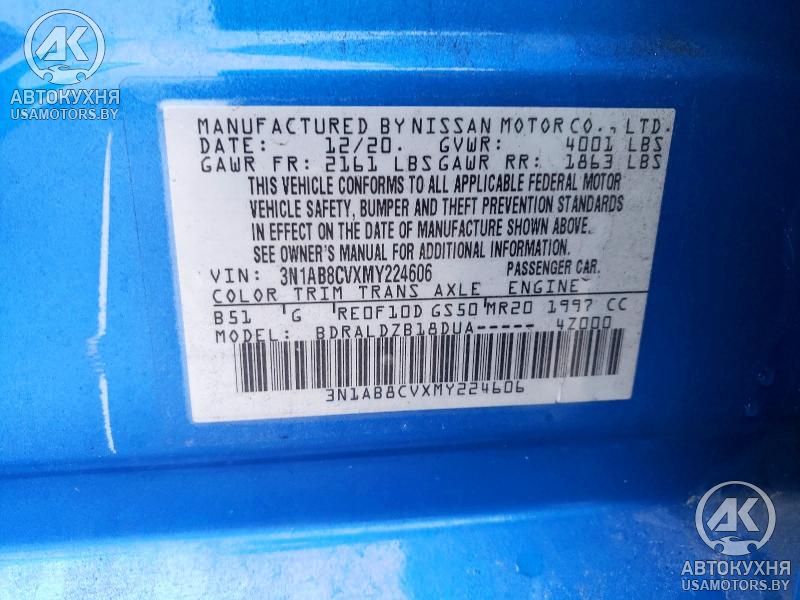 AK
АВТОКУХНЯ
USAMOTORS.BY
MANUFACTURED BY NISSAN MOTOR CO., LTD.
DATE: 12/20. GVWR: 4001 LBS
GAWR FR: 2161 LBS GAWR RR: 1863 LBS
THIS VEHICLE CONFORMS TO ALL APPLICABLE FEDERAL MOTOR
VEHICLE SAFETY, BUMPER AND THEFT PREVENTION STANDARDS
IN EFFECT ON THE DATE OF MANUFACTURE SHOWN ABOVE.
SEE OWNER'S MANUAL FOR ADDITIONAL INFORMATION.
VIN: 3N1AB8CVXMY224606 PASSENGER CAR.
COLOR TRIM TRANS AXLE ENGINE
B51 G RE0F10D GS50 MR20 1997 CC
MODEL: BDRALDZB18DUA----- 4Z000
3N1AB8CVXMY224606
AK
АВТОКУХНЯ
USAMOTORS.BY